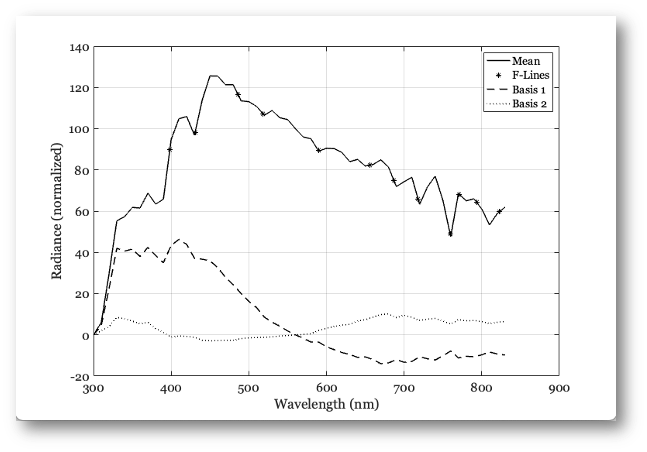 140
120
100
80
60
40
20
0
-20
Radiance (normalized)
Mean
F-Lines
Basis 1
Basis 2
300 400 500 600 700 800 900
Wavelength (nm)